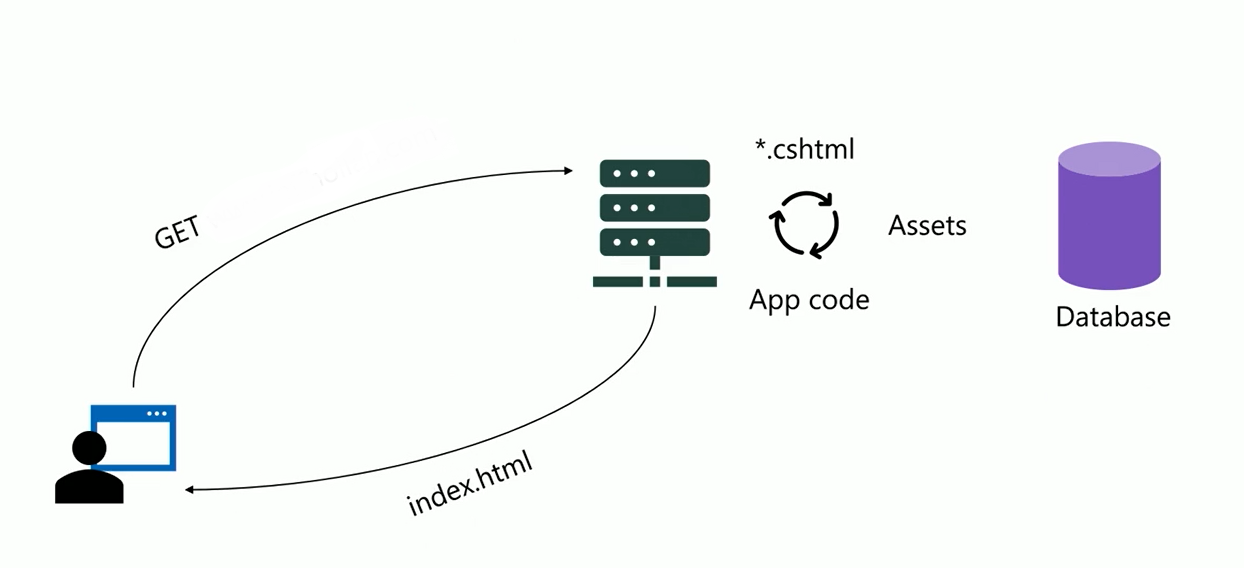 GET
*.cshtml
Assets
App code
Database
index.html